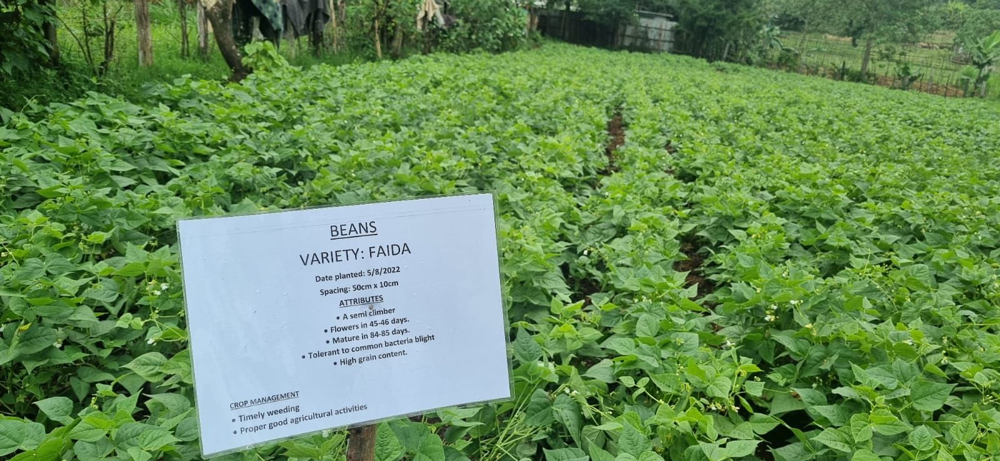 BEANS
VARIETY: FAIDA
Date planted: 5/8/2022
Spacing: 50cm x 10cm
ATTRIBUTES
• A semi climber
• Flowers in 45-46 days.
• Mature in 84-85 days.
• Tolerant to common bacteria blight
• High grain content.
CROP MANAGEMENT
• Timely weeding
• Proper good agricultural activities